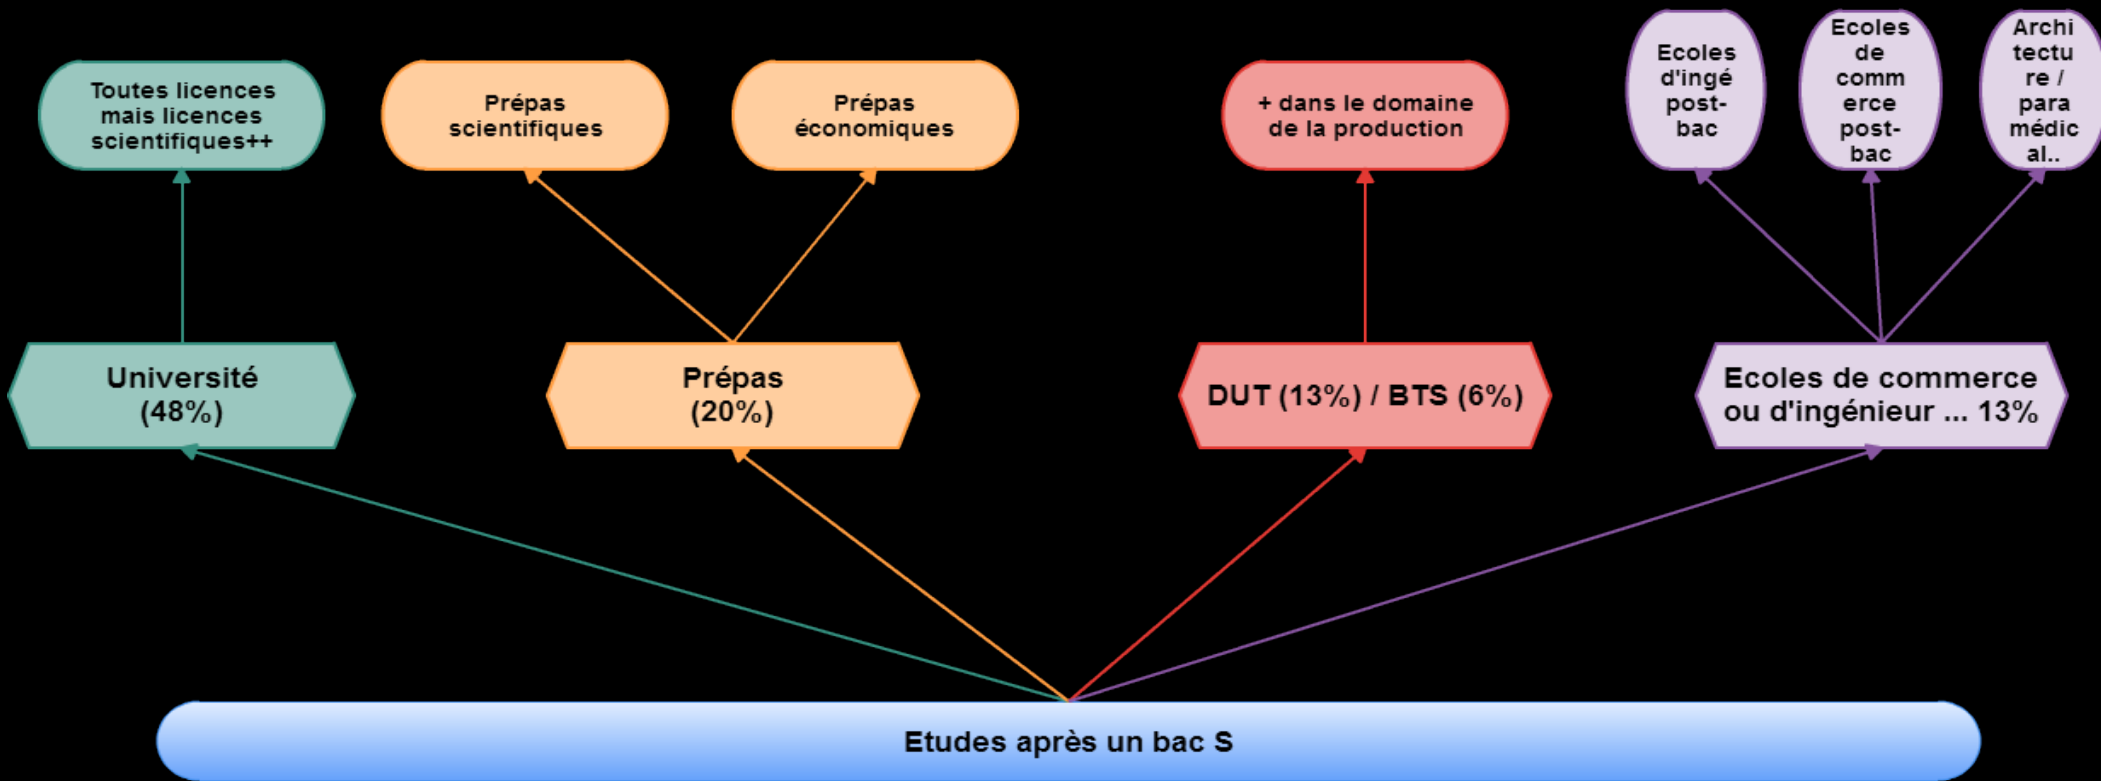 Toutes licences
mais licences
scientifiques++
Prépas
scientifiques
Prépas
économiques
+ dans le domaine
de la production
Ecoles
d'ingé
post-
bac
Ecoles
de
comm
erce
post-
bac
Archi
tectu
re /
para
médic
al..
Université
(48%)
Prépas
(20%)
DUT (13%) / BTS (6%)
Ecoles de commerce
ou d'ingénieur ... 13%
Etudes après un bac S